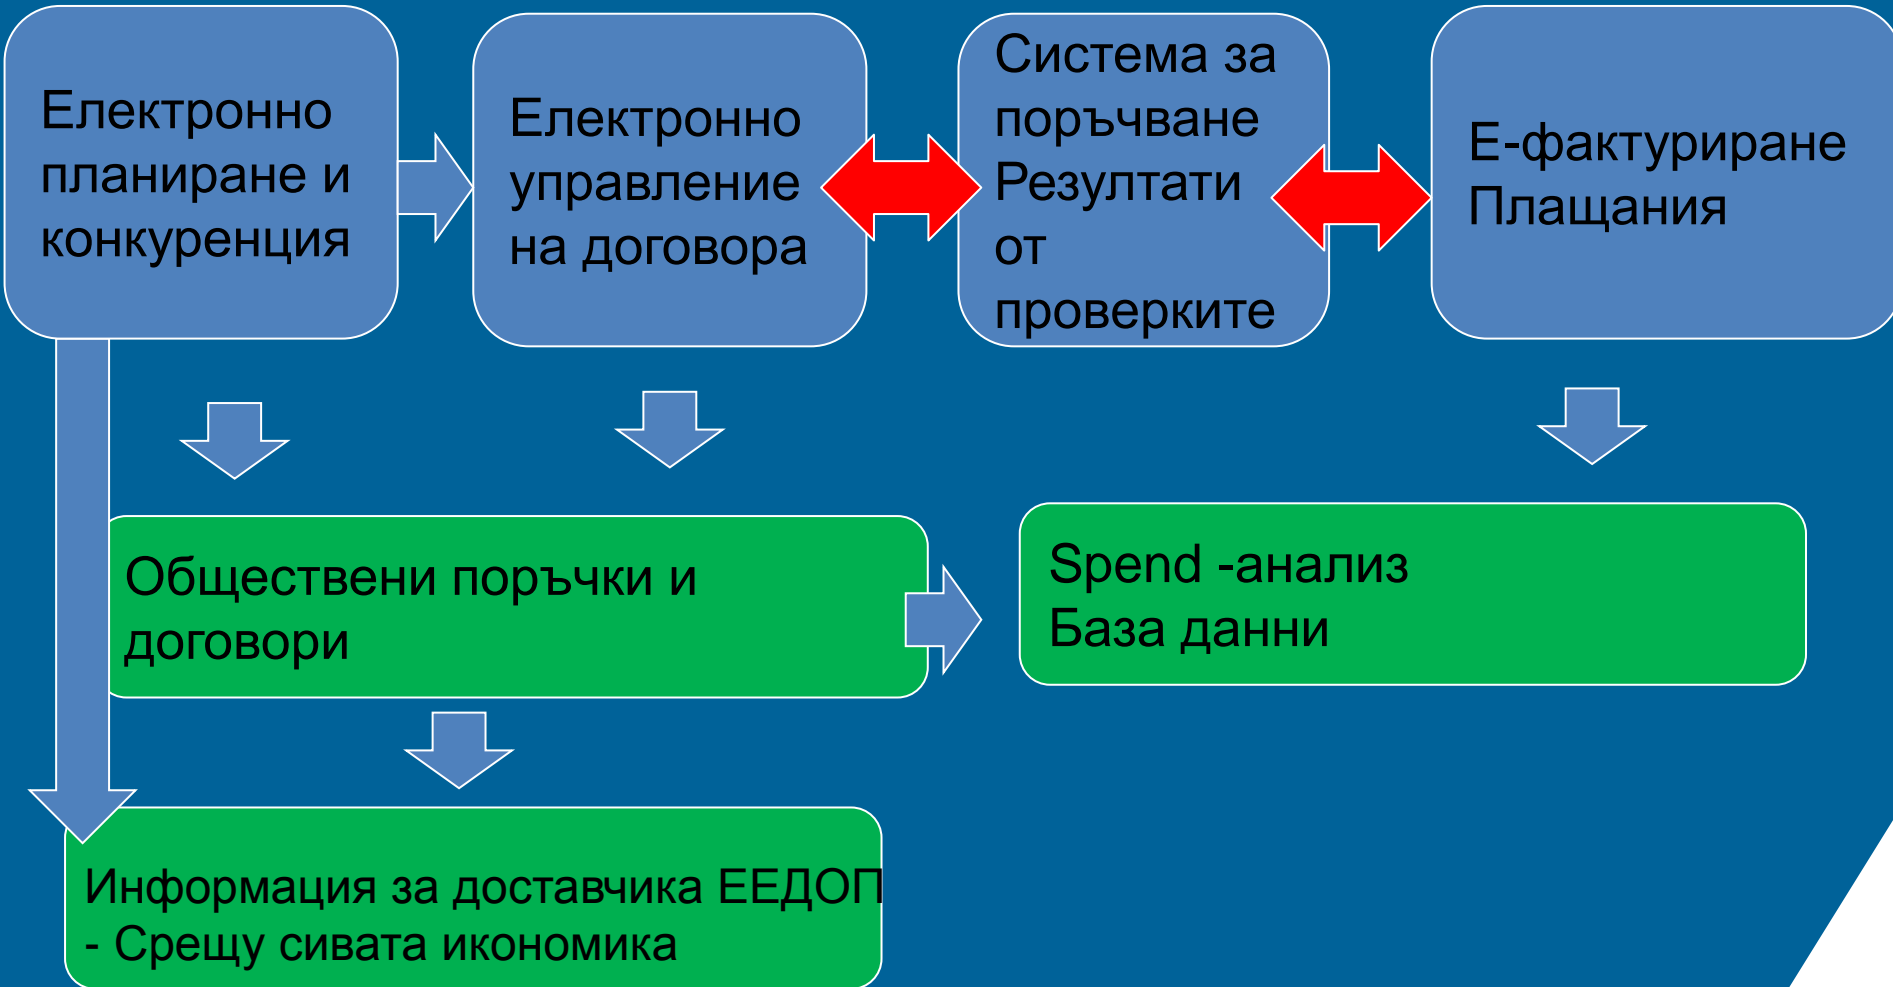 Електронно
планиране и
конкуренция
Електронно
управление
на договора
Система за
поръчване
Резултати
от
проверките
Е-фактуриране
Плащания
Обществени поръчки и
договори
Spend -анализ
База данни
Информация за доставчика ЕЕДОП
- Срещу сивата икономика